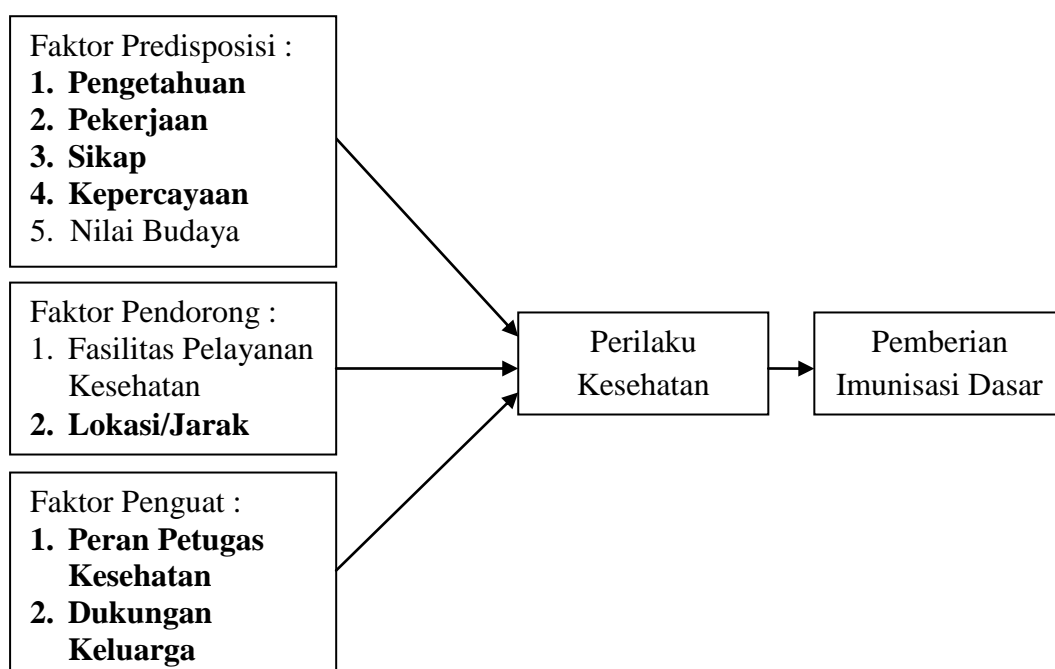 Faktor Predisposisi :
1. Pengetahuan
2. Pekerjaan
3. Sikap
4. Kepercayaan
5. Nilai Budaya
Faktor Pendorong :
1. Fasilitas Pelayanan
Kesehatan
2. Lokasi/Jarak
Faktor Penguat :
1. Peran Petugas
Kesehatan
2. Dukungan
Keluarga
Perilaku
Kesehatan
Pemberian
Imunisasi Dasar